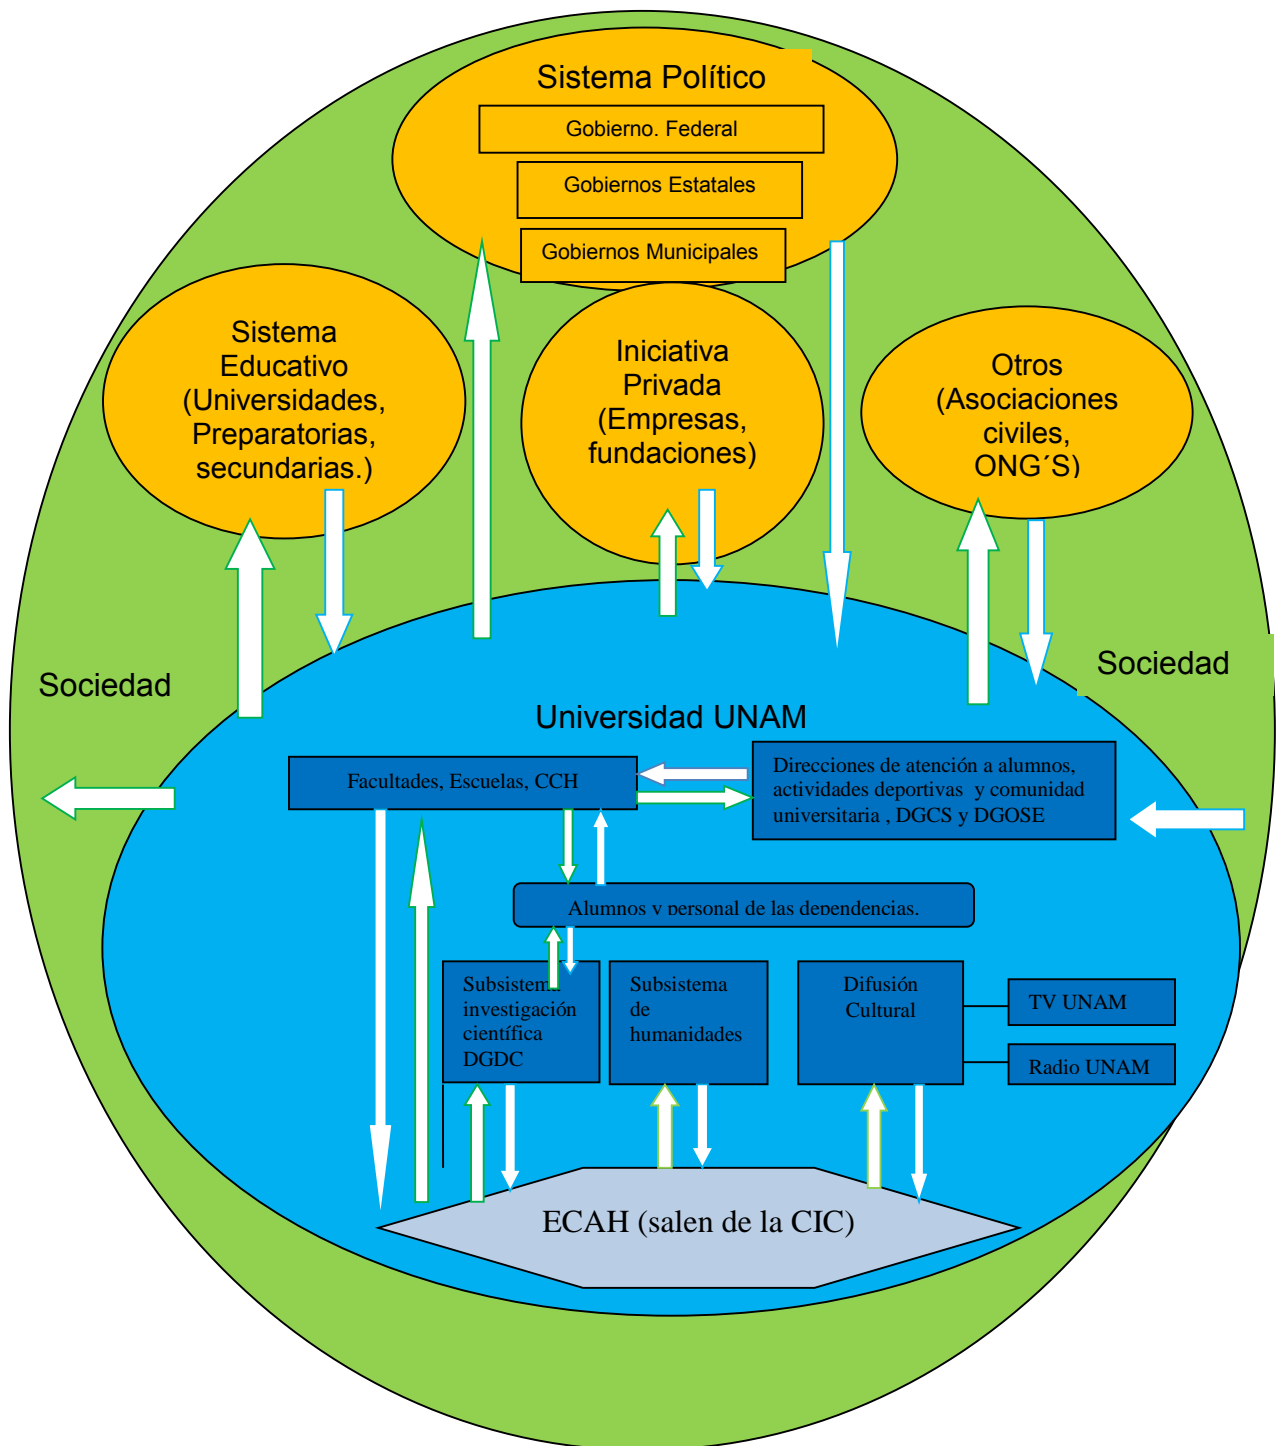 Sistema Político
Gobierno. Federal
Gobiernos Estatales
Gobiernos Municipales
Sistema
Educativo
(Universidades,
Preparatorias,
secundarias.)
Iniciativa
Privada
(Empresas,
fundaciones)
Otros
(Asociaciones
civiles,
ONG´S)
Sociedad
Sociedad
Universidad UNAM
Facultades, Escuelas, CCH
Direcciones de atención a alumnos,
actividades deportivas y comunidad
universitaria , DGCS y DGOSE
Alumnos y personal de las dependencias.
Subsistema
investigación
científica
DGDC
Subsistema
de
humanidades
Difusión
Cultural
TV UNAM
Radio UNAM
ECAH (salen de la CIC)